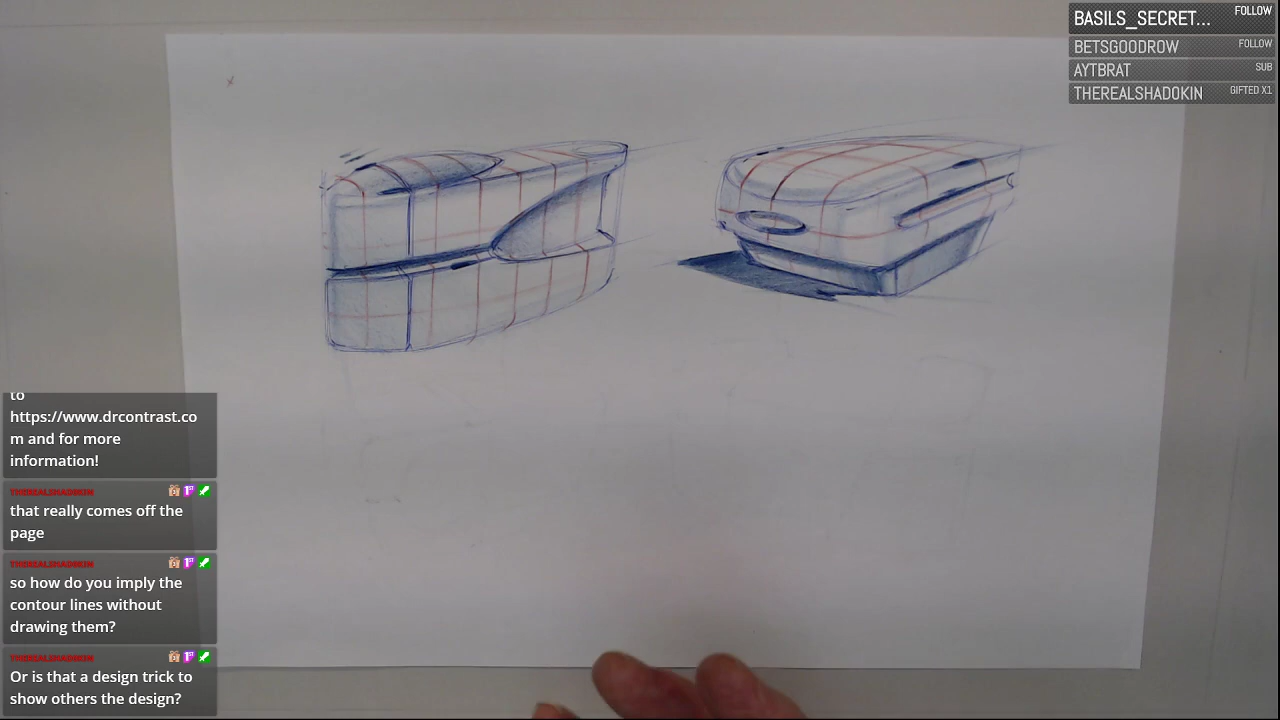 BASILS_SECRET... FOLLOW
BETSGOODROW FOLLOW
AYTBRAT SUB
THEREALSHADOKIN GIFTED X1
to
https://www.drcontrast.co
m and for more
information!
THEREALSHADOKIN
that really comes off the
page
THEREALSHADOKIN
so how do you imply the
contour lines without
drawing them?
THEREALSHADOKIN
Or is that a design trick to
show others the design?